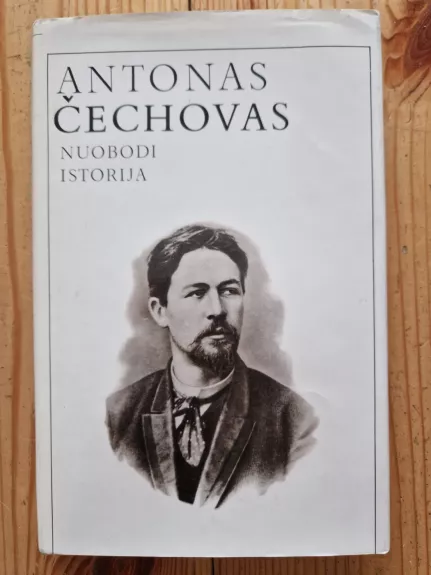 ANTONAS
ČECHOVAS
NUOBODI
ISTORIJA